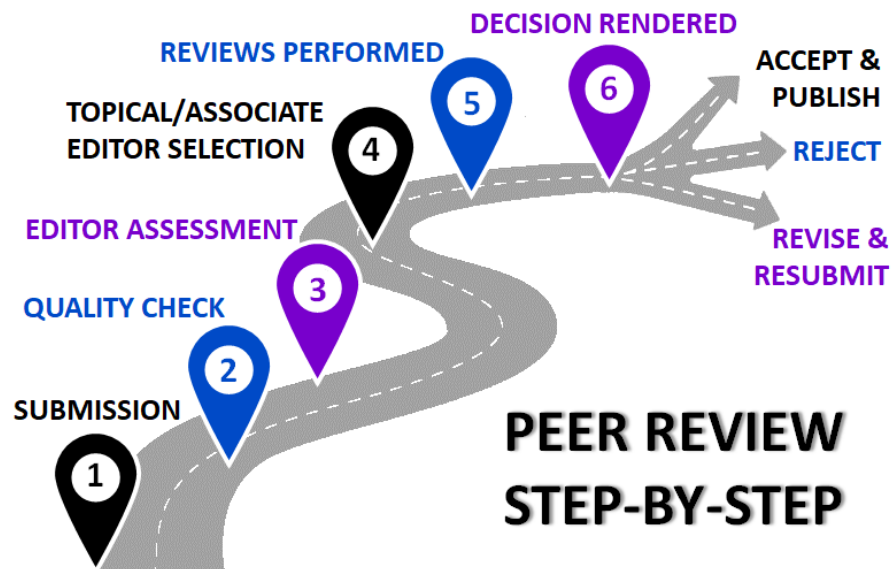 DECISION RENDERED
REVIEWS PERFORMED
ACCEPT &
PUBLISH
TOPICAL/ASSOCIATE
EDITOR SELECTION
6
5
4
REJECT
EDITOR ASSESSMENT
REVISE &
RESUBMIT
3
QUALITY CHECK
2
SUBMISSION
1
PEER REVIEW
STEP-BY-STEP